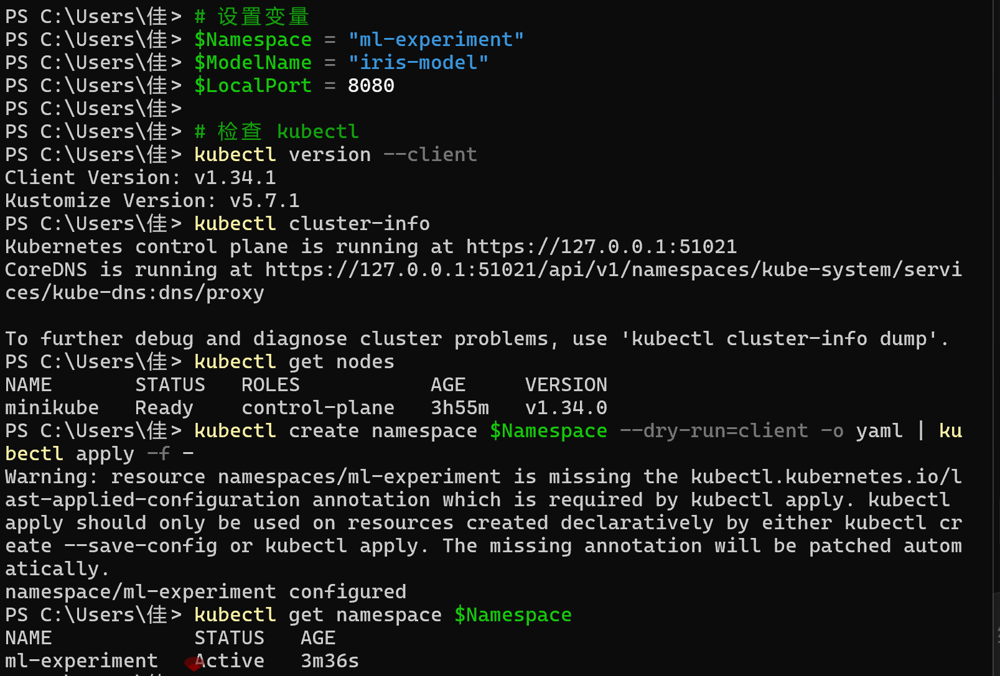 PS C:\Users\佳> # 设置变量
PS C:\Users\佳> $Namespace = "ml-experiment"
PS C:\Users\佳> $ModelName = "iris-model"
PS C:\Users\佳> $LocalPort = 8080
PS C:\Users\佳>
PS C:\Users\佳> # 检查 kubectl
PS C:\Users\佳> kubectl version --client
Client Version: v1.34.1
Kustomize Version: v5.7.1
PS C:\Users\佳> kubectl cluster-info
Kubernetes control plane is running at https://127.0.0.1:51021
CoreDNS is running at https://127.0.0.1:51021/api/v1/namespaces/kube-system/servi
ces/kube-dns:dns/proxy
To further debug and diagnose cluster problems, use 'kubectl cluster-info dump'.
PS C:\Users\佳> kubectl get nodes
NAME       STATUS   ROLES           AGE     VERSION
minikube   Ready    control-plane   3h55m   v1.34.0
PS C:\Users\佳> kubectl create namespace $Namespace --dry-run=client -o yaml | ku
bectl apply -f -
Warning: resource namespaces/ml-experiment is missing the kubectl.kubernetes.io/l
ast-applied-configuration annotation which is required by kubectl apply. kubectl
apply should only be used on resources created declaratively by either kubectl cr
eate --save-config or kubectl apply. The missing annotation will be patched autom
atically.
namespace/ml-experiment configured
PS C:\Users\佳> kubectl get namespace $Namespace
NAME            STATUS   AGE
ml-experiment   Active   3m36s